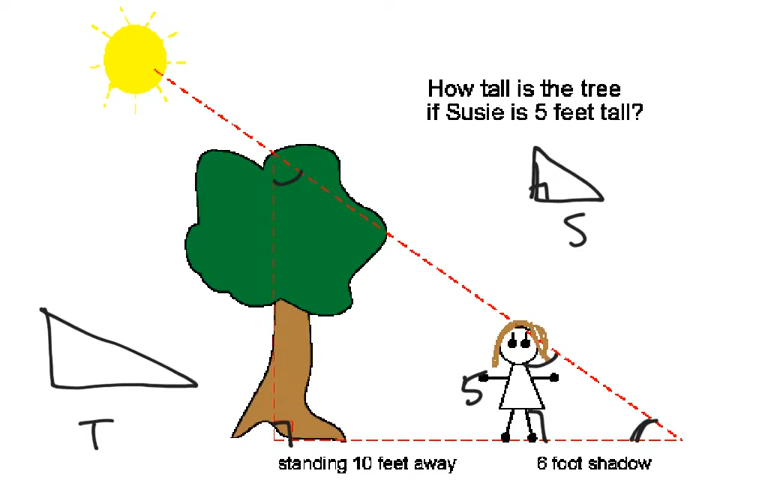 How tall is the tree
if Susie is 5 feet tall?
S
5
T
standing 10 feet away
6 foot shadow